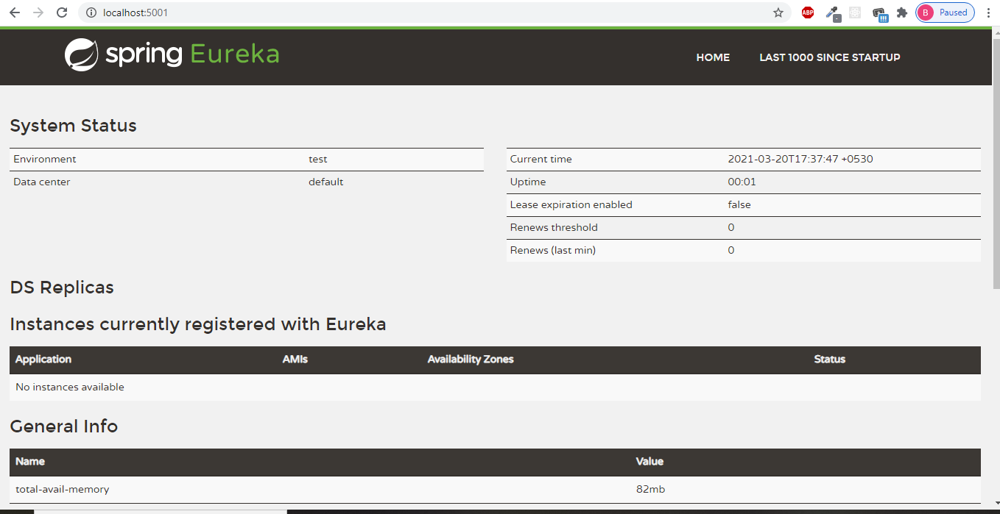 localhost:5001
ABP
B Paused
spring Eureka
HOME LAST 1000 SINCE STARTUP
System Status
Environment test
Data center default
Current time 2021-03-20T17:37:47 +0530
Uptime 00:01
Lease expiration enabled false
Renews threshold 0
Renews (last min) 0
DS Replicas
Instances currently registered with Eureka
Application AMIs Availability Zones Status
No instances available
General Info
Name Value
total-avail-memory 82mb